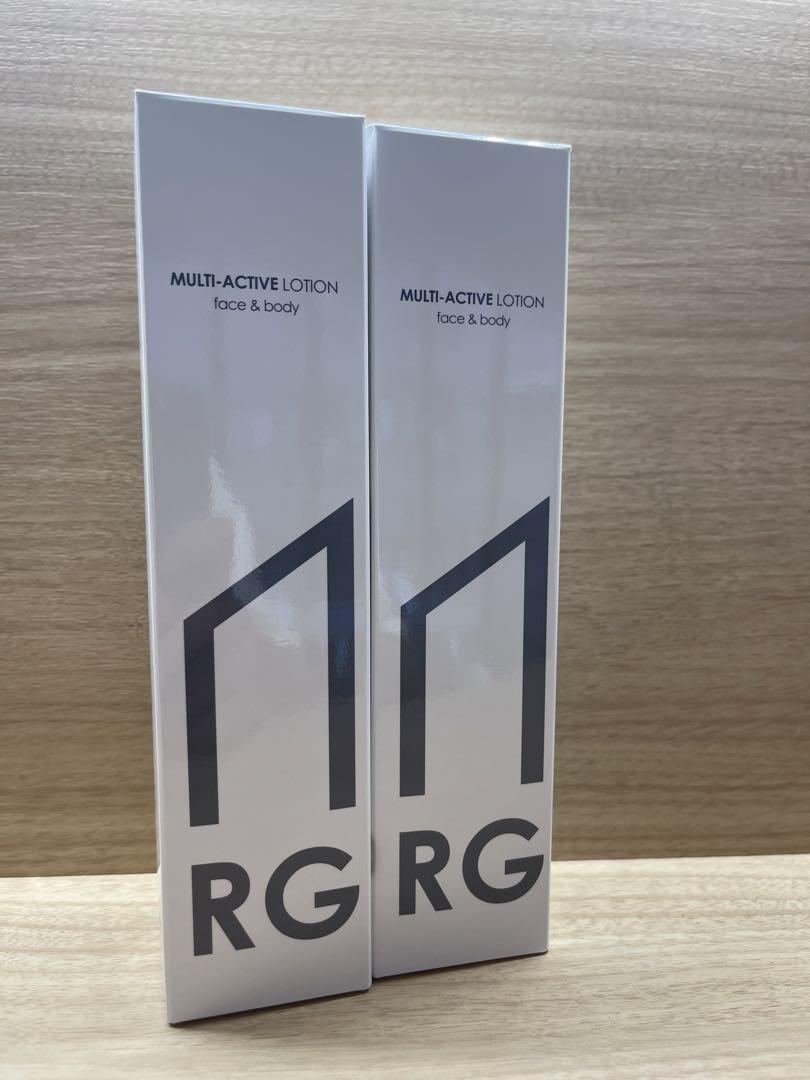 MULTI-ACTIVE LOTION
face & body
RG
MULTI-ACTIVE LOTION
face & body
RG